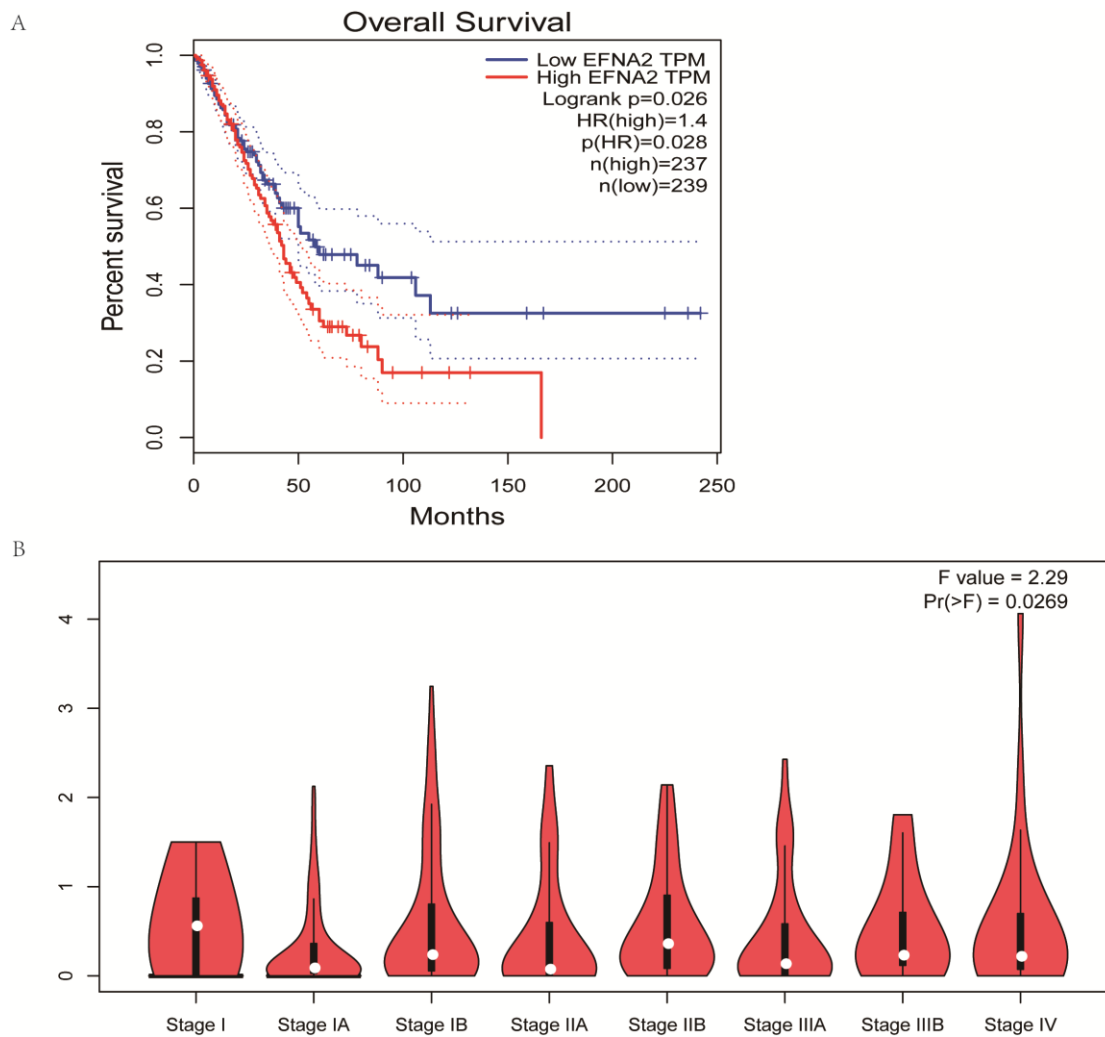 A
Overall Survival
Low EFNA2 TPM
High EFNA2 TPM
Logrank p=0.026
HR(high)=1.4
p(HR)=0.028
n(high)=237
n(low)=239
Percent survival
1.0
0.8
0.6
0.4
0.2
0.0
0 50 100 150 200 250
Months
B
F value = 2.29
Pr(>F) = 0.0269
4
3
2
1
0
Stage I Stage IA Stage IB Stage IIA Stage IIB Stage IIIA Stage IIIB Stage IV